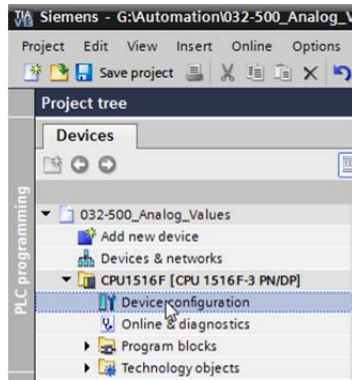 Siemens - G:\Automation\032-500_Analog_V
Project Edit View Insert Online Options
Save project
Project tree
Devices
PLC programming
032-500_Analog_Values
Add new device
Devices & networks
CPU1516F [CPU 1516F-3 PN/DP]
Device configuration
Online & diagnostics
Program blocks
Technology objects